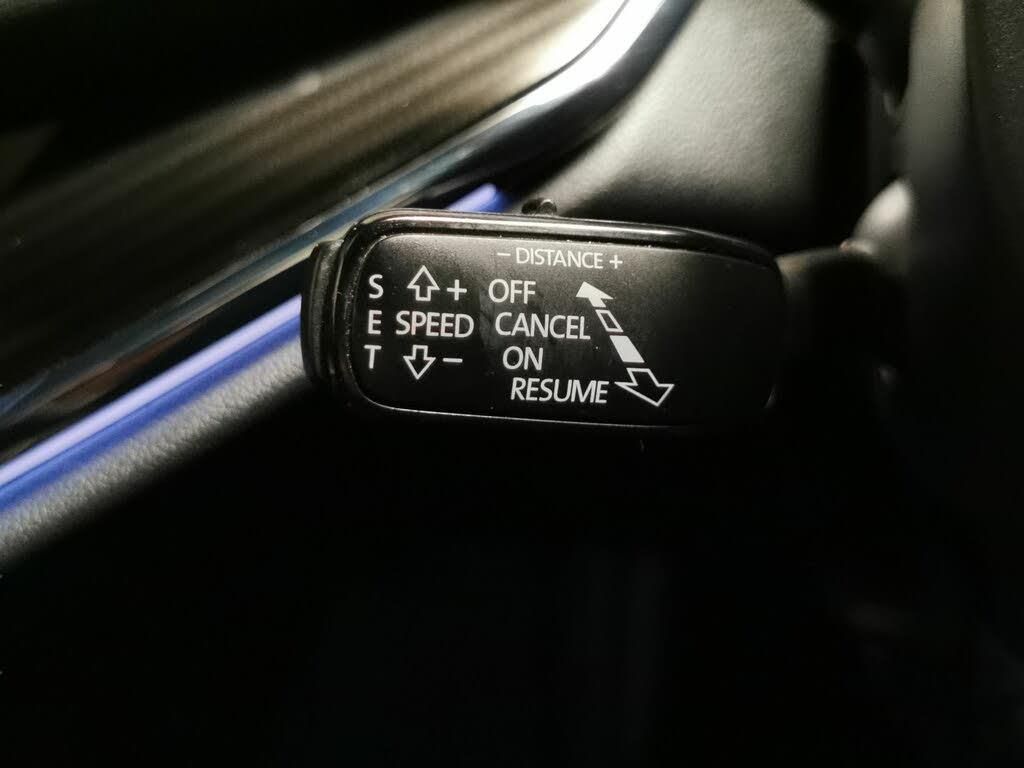 − DISTANCE +
S + OFF
E SPEED CANCEL
T − ON
RESUME